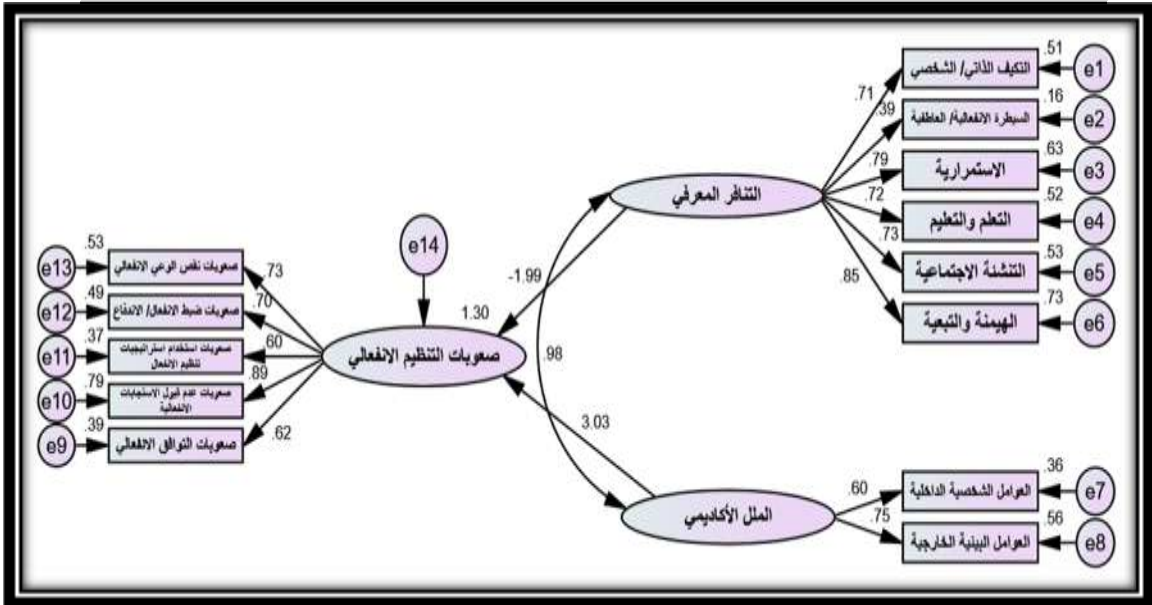 .51
التكيف الذاتي/ الشخصي
e1
.71
.16
السيطرة الانفعالية/ العاطفية
e2
.39
.63
الاستمرارية
e3
.79
التنافر المعرفي
.52
التعلم والتعليم
e4
.72
.53
التنشئة الاجتماعية
e5
.73
.73
الهيمنة والتبعية
e6
.85
e14
-1.99
1.30
صعوبات التنظيم الانفعالي
.98
3.03
.53
e13
صعوبات نقص الوعي الانفعالي
.73
.49
e12
صعوبات ضبط الانفعال/ الاندفاع
.70
.37
e11
صعوبات استخدام استراتيجيات
تنظيم الانفعال
.60
.79
e10
صعوبات عدم قبول الاستجابات
الانفعالية
.89
.39
e9
صعوبات التوافق الانفعالي
.62
.36
العوامل الشخصية الداخلية
e7
.60
الملل الأكاديمي
.56
العوامل البيئية الخارجية
e8
.75